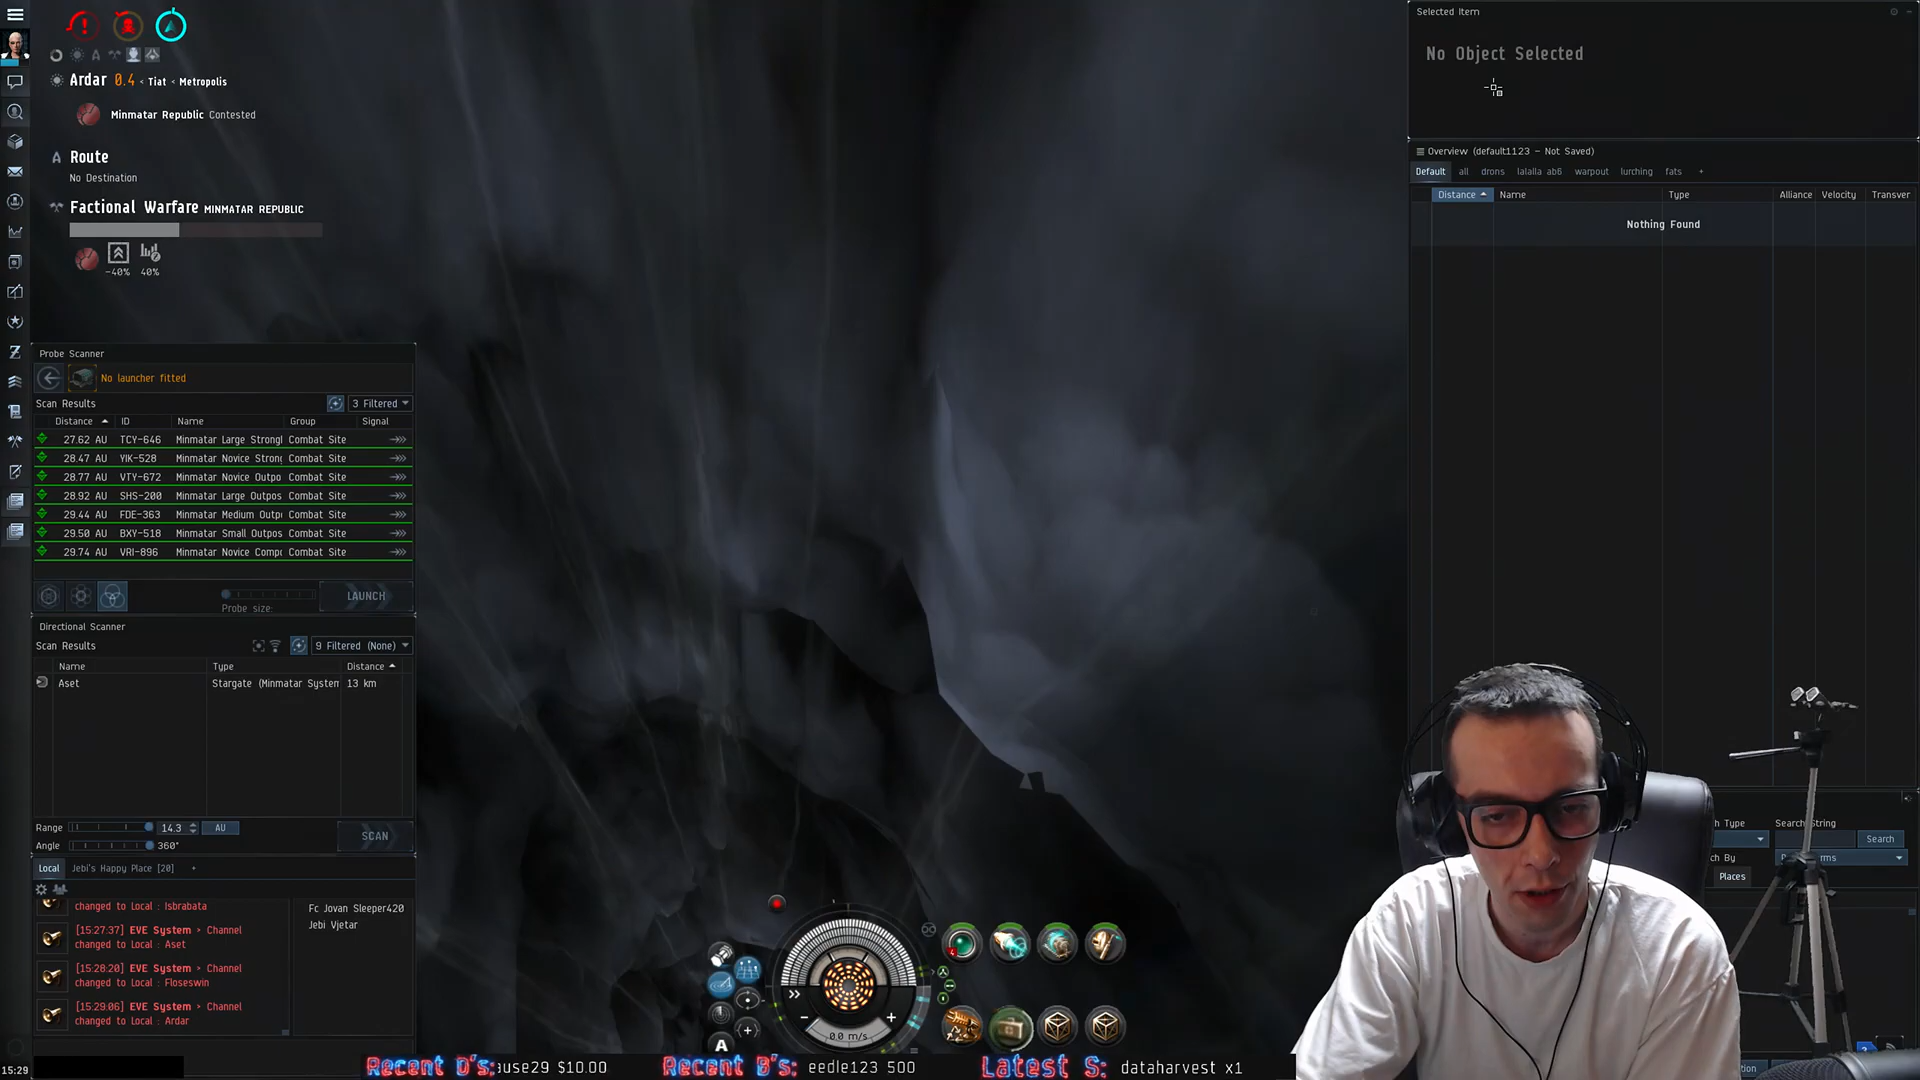 Ardar 0.4 < Tiat < Metropolis
Minmatar Republic Contested
Route
No Destination
Factional Warfare MINMATAR REPUBLIC
-40% 40%
Probe Scanner
No launcher fitted
Scan Results 3 Filtered
Distance ID Name Group Signal
27.62 AU TCY-646 Minmatar Large Strongl Combat Site
28.47 AU YIK-528 Minmatar Novice Strong Combat Site
28.77 AU VTY-672 Minmatar Novice Outpo Combat Site
28.92 AU SHS-200 Minmatar Large Outpos Combat Site
29.44 AU FDE-363 Minmatar Medium Outp Combat Site
29.50 AU BXY-518 Minmatar Small Outpos Combat Site
29.74 AU VRI-896 Minmatar Novice Comp Combat Site
Probe size:
LAUNCH
Directional Scanner
Scan Results 9 Filtered (None)
Name Type Distance
Aset Stargate (Minmatar System 13 km
Range 14.3 AU
Angle 360°
SCAN
Local Jebi's Happy Place [20] +
changed to Local : Isbrabata
[15:27:37] EVE System > Channel
changed to Local : Aset
[15:28:20] EVE System > Channel
changed to Local : Floseswin
[15:29:06] EVE System > Channel
changed to Local : Ardar
Fc Jovan Sleeper420
Jebi Vjetar
15:29
0.0 m/s
A
Recent D's: ause29 $10.00
Recent B's: eedle123 500
Latest S: dataharvest x1
Selected Item
No Object Selected
Overview (default1123 - Not Saved)
Default all drons lalalla ab6 warpout lurching fats +
Distance Name Type Alliance Velocity Transver
Nothing Found
h Type Search String
Search
ch By
rms
Places